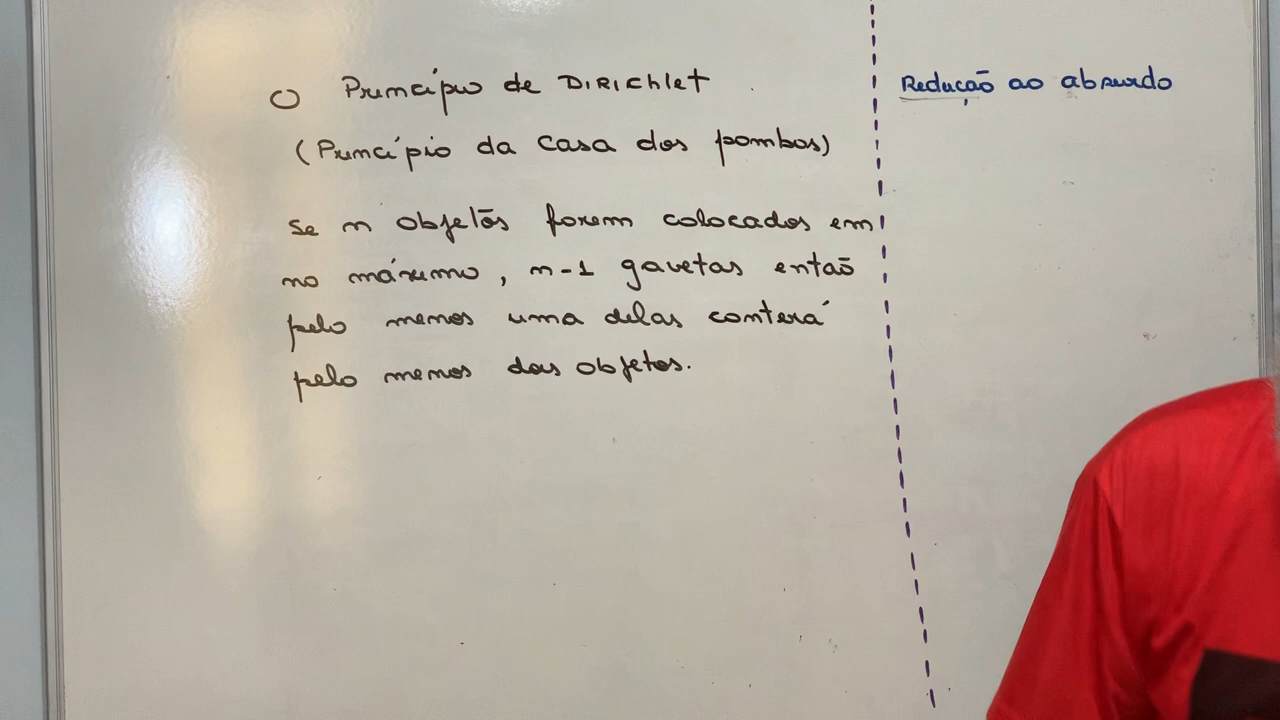 O Princípio de DIRIchleT
(Princípio da Casa dos pombos)
Se n objetos forem colocados em
no máximo, n-1 gavetas então
pelo menos uma delas conterá
pelo menos dois objetos.
Redução ao absurdo